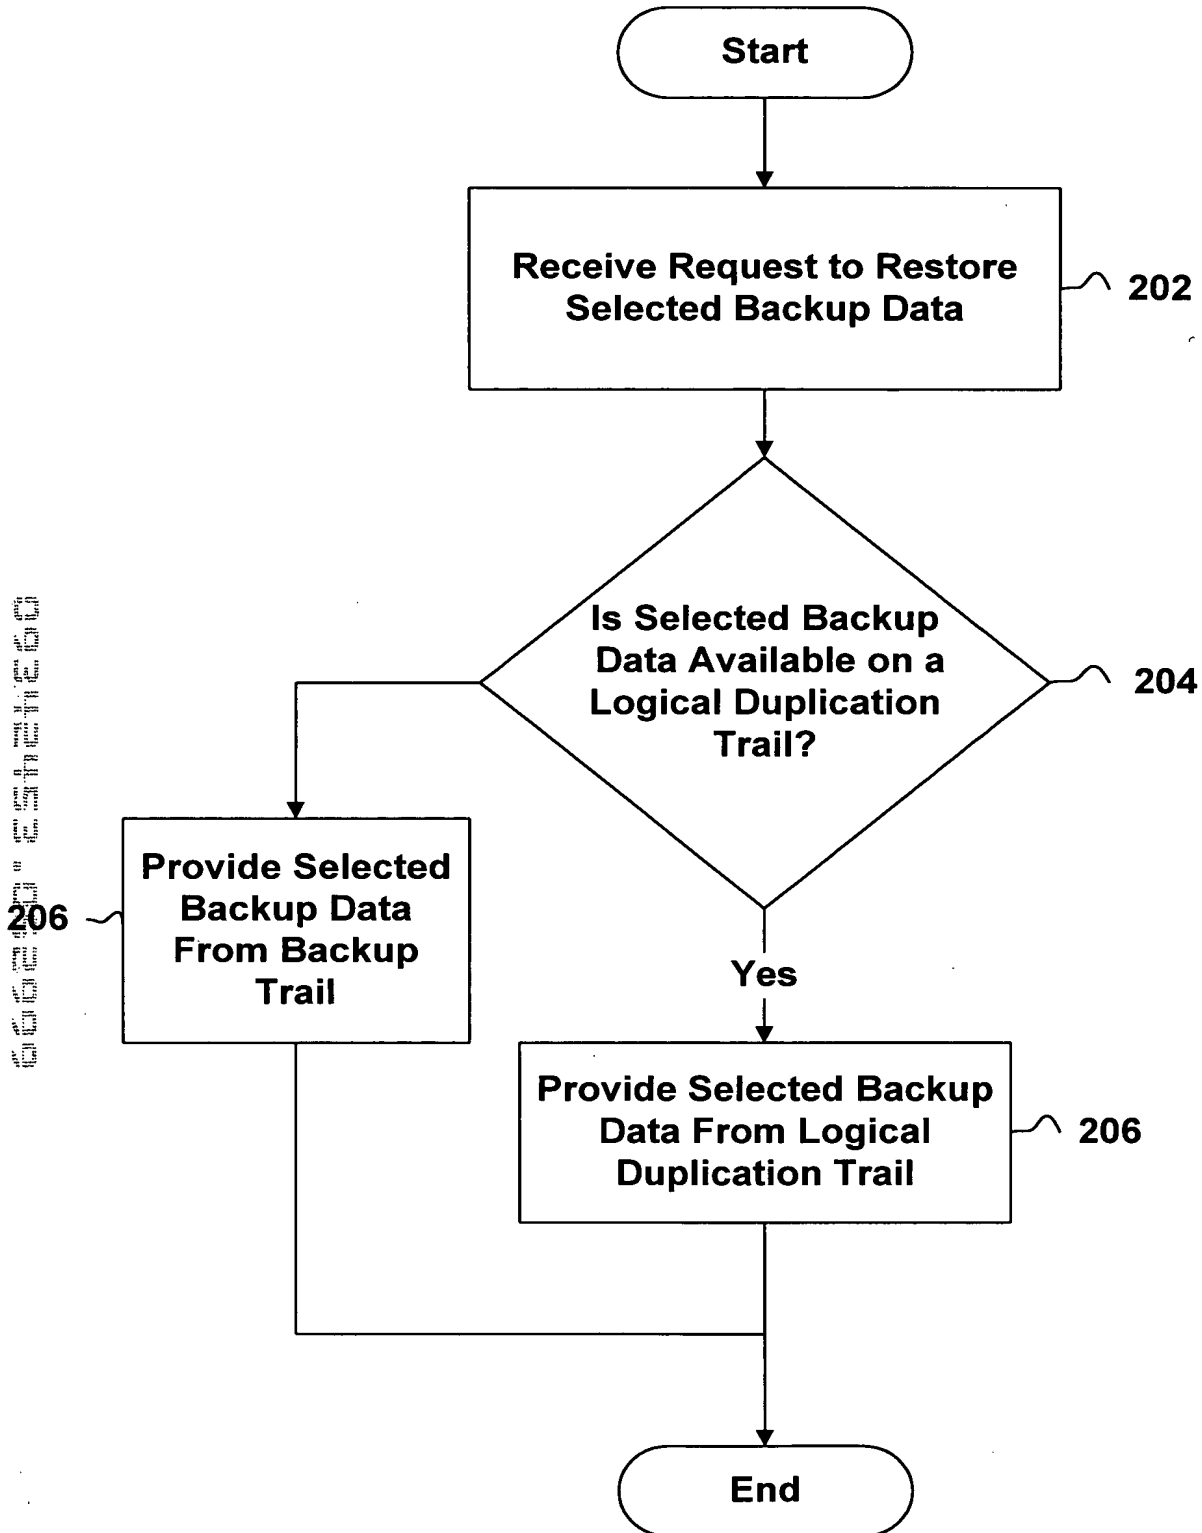 Start
Receive Request to Restore
Selected Backup Data
202
Is Selected Backup
Data Available on a
Logical Duplication
Trail?
204
Provide Selected
Backup Data
From Backup
Trail
206
Yes
Provide Selected Backup
Data From Logical
Duplication Trail
206
End